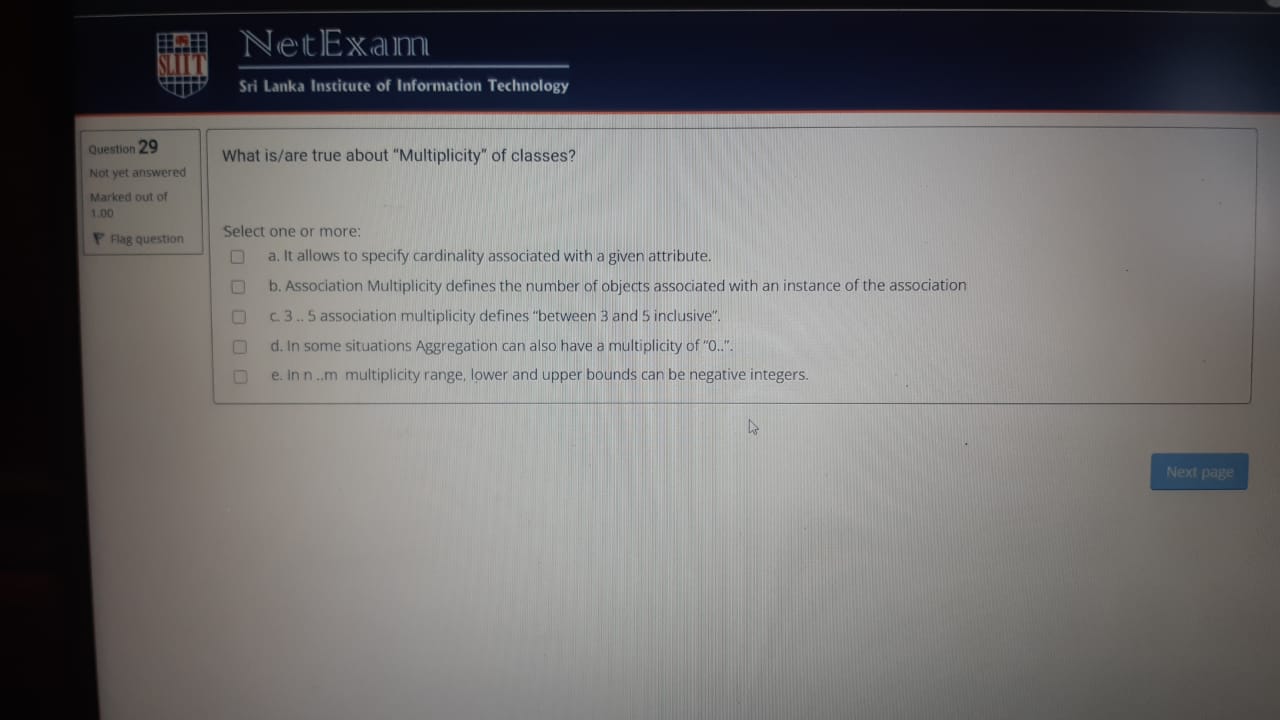 SLIIT
NetExam
Sri Lanka Institute of Information Technology
Question 29
Not yet answered
Marked out of
1.00
Flag question
What is/are true about “Multiplicity” of classes?
Select one or more:
a. It allows to specify cardinality associated with a given attribute.
b. Association Multiplicity defines the number of objects associated with an instance of the association
c. 3 .. 5 association multiplicity defines “between 3 and 5 inclusive”.
d. In some situations Aggregation can also have a multiplicity of “0..”.
e. In n ..m multiplicity range, lower and upper bounds can be negative integers.
Next page